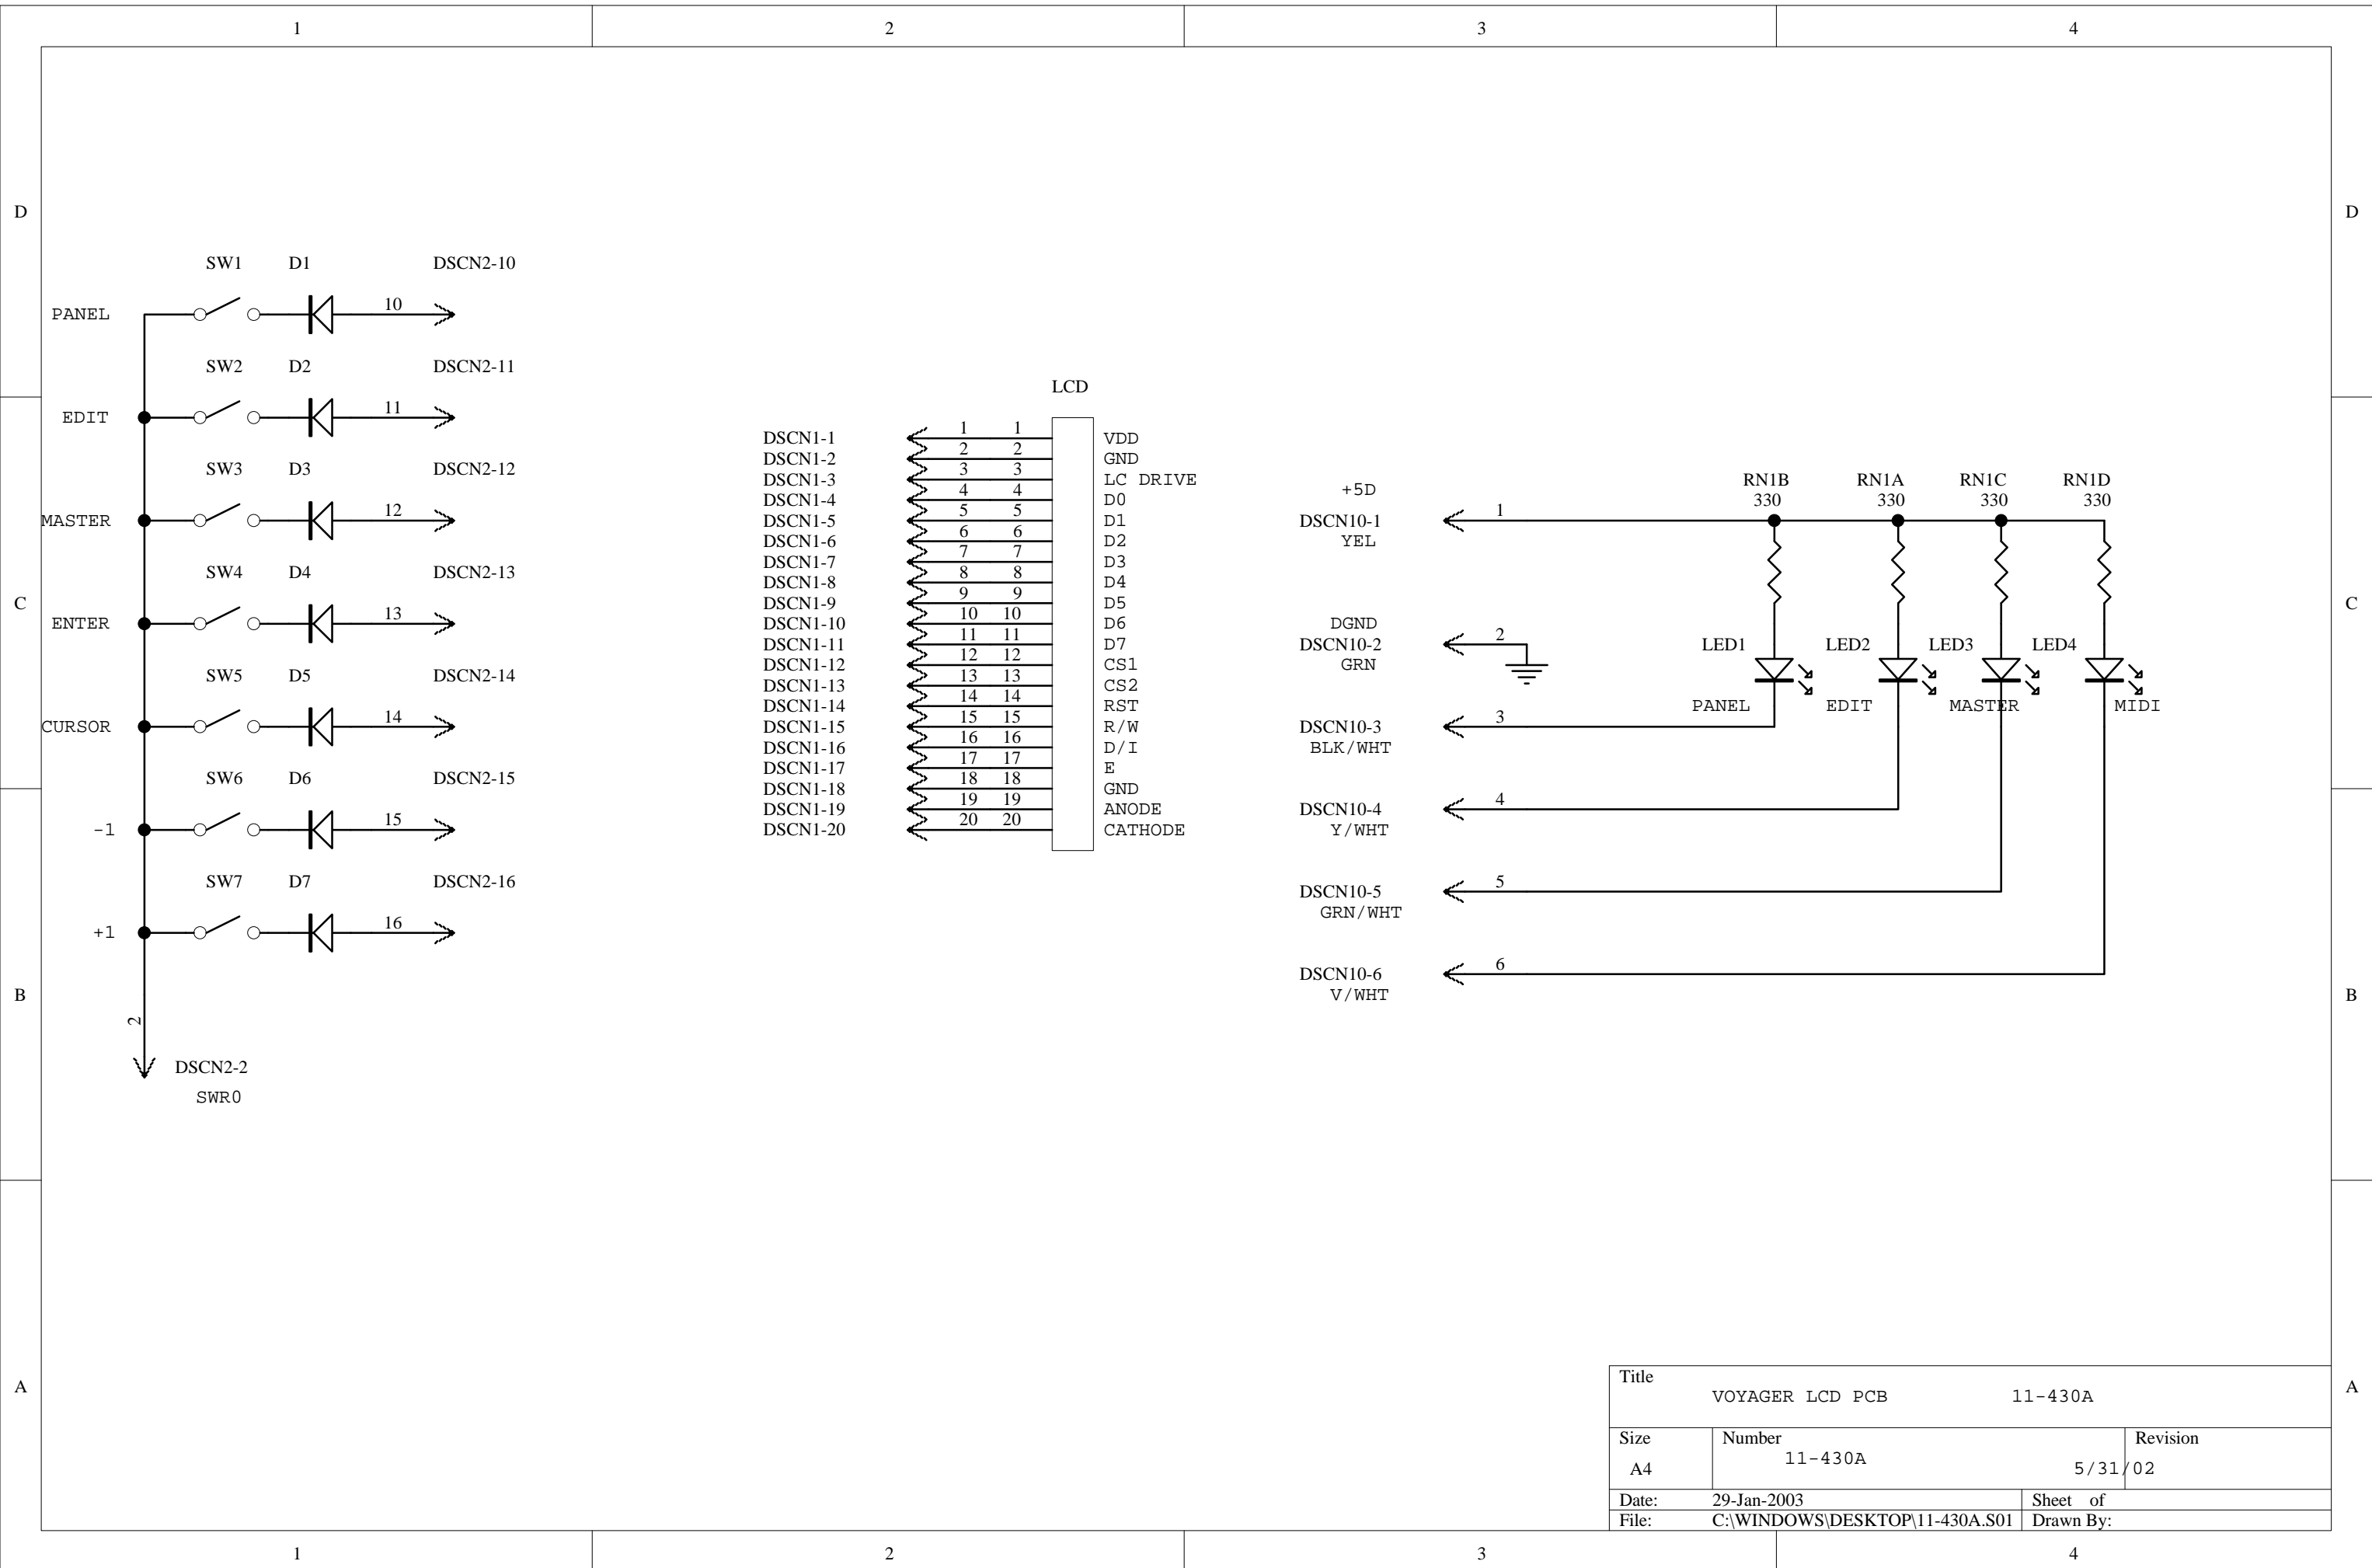 1 2 3 4
D D
SW1 D1 DSCN2-10
PANEL 10
SW2 D2 DSCN2-11
EDIT 11
SW3 D3 DSCN2-12
MASTER 12
SW4 D4 DSCN2-13
ENTER 13
SW5 D5 DSCN2-14
CURSOR 14
SW6 D6 DSCN2-15
-1 15
SW7 D7 DSCN2-16
+1 16
2
DSCN2-2
SWR0
LCD
DSCN1-1 1 1 VDD
DSCN1-2 2 2 GND
DSCN1-3 3 3 LC DRIVE
DSCN1-4 4 4 D0
DSCN1-5 5 5 D1
DSCN1-6 6 6 D2
DSCN1-7 7 7 D3
DSCN1-8 8 8 D4
DSCN1-9 9 9 D5
DSCN1-10 10 10 D6
DSCN1-11 11 11 D7
DSCN1-12 12 12 CS1
DSCN1-13 13 13 CS2
DSCN1-14 14 14 RST
DSCN1-15 15 15 R/W
DSCN1-16 16 16 D/I
DSCN1-17 17 17 E
DSCN1-18 18 18 GND
DSCN1-19 19 19 ANODE
DSCN1-20 20 20 CATHODE
RN1B RN1A RN1C RN1D
330 330 330 330
+5D
DSCN10-1 1
YEL
DGND
DSCN10-2 2
GRN
LED1 LED2 LED3 LED4
PANEL EDIT MASTER MIDI
DSCN10-3 3
BLK/WHT
DSCN10-4 4
Y/WHT
DSCN10-5 5
GRN/WHT
DSCN10-6 6
V/WHT
C C
B B
A A
Title
VOYAGER LCD PCB 11-430A
Size Number Revision
A4 11-430A 5/31/02
Date: 29-Jan-2003 Sheet of
File: C:\WINDOWS\DESKTOP\11-430A.S01 Drawn By:
1 2 3 4